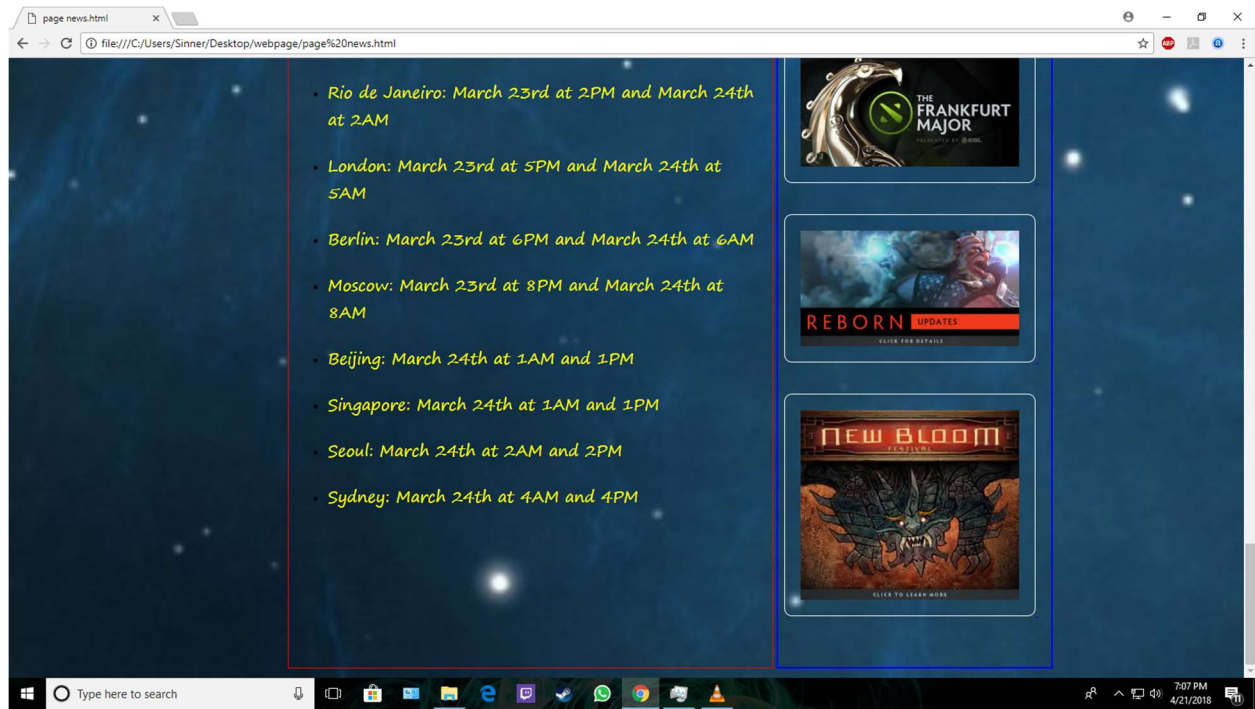 page news.html
file:///C:/Users/Sinner/Desktop/webpage/page%20news.html
ABP
Rio de Janeiro: March 23rd at 2PM and March 24th
at 2AM
London: March 23rd at 5PM and March 24th at
5AM
Berlin: March 23rd at 6PM and March 24th at 6AM
Moscow: March 23rd at 8PM and March 24th at
8AM
Beijing: March 24th at 1AM and 1PM
Singapore: March 24th at 1AM and 1PM
Seoul: March 24th at 2AM and 2PM
Sydney: March 24th at 4AM and 4PM
THE
FRANKFURT
MAJOR
PRESENTED BY ESL
REBORN UPDATES
CLICK FOR DETAILS
NEW BLOOM
FESTIVAL
CLICK TO LEARN MORE
Type here to search
7:07 PM
4/21/2018
11